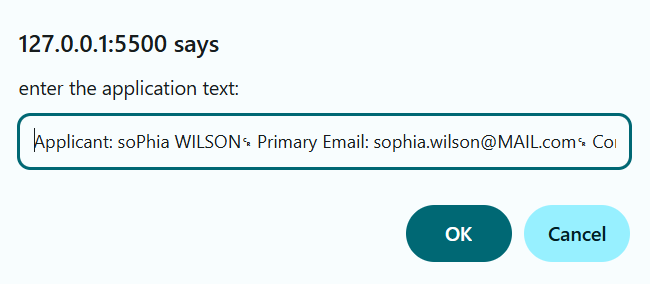 127.0.0.1:5500 says
enter the application text:
Applicant: soPhia WILSON␍ Primary Email: sophia.wilson@MAIL.com␍
OK
Cancel